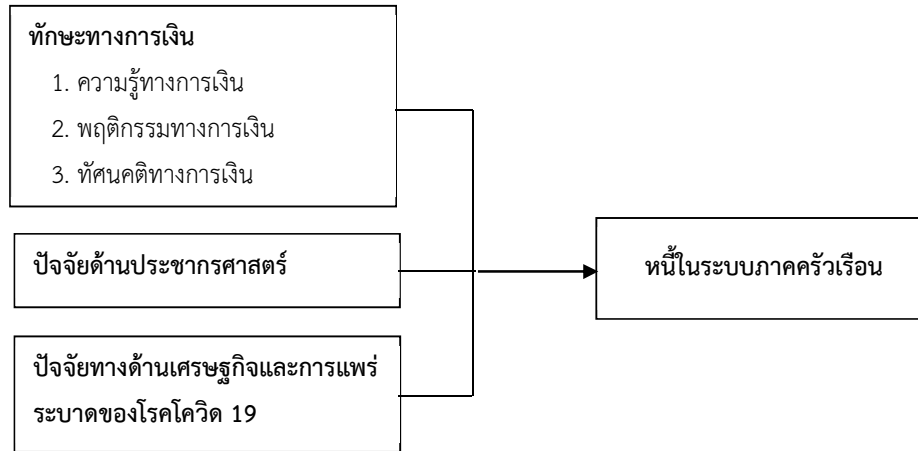 ทักษะทางการเงิน
1. ความรู้ทางการเงิน
2. พฤติกรรมทางการเงิน
3. ทัศนคติทางการเงิน
ปัจจัยด้านประชากรศาสตร์
หนี้ในระบบภาคครัวเรือน
ปัจจัยทางด้านเศรษฐกิจและการแพร่
ระบาดของโรคโควิด 19